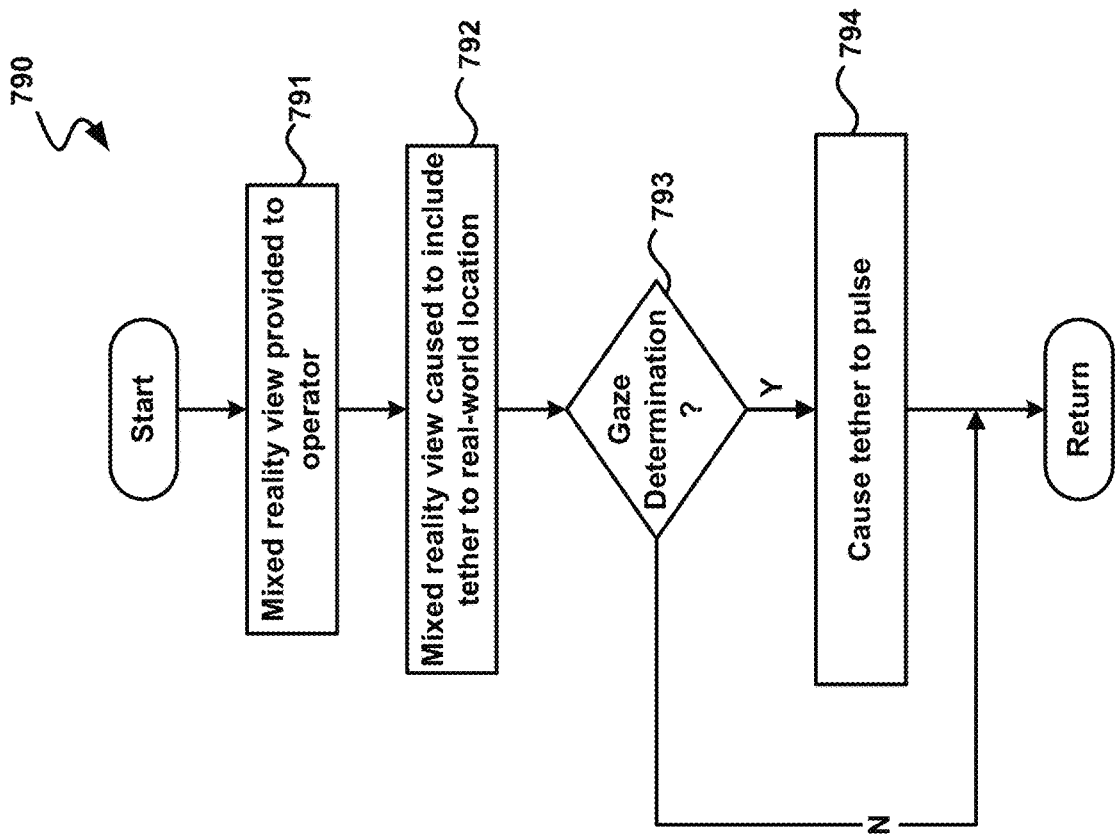 790
Start
Mixed reality view provided to
operator
791
Mixed reality view caused to include
tether to real-world location
792
Gaze
Determination
?
793
Y
N
Cause tether to pulse
794
Return